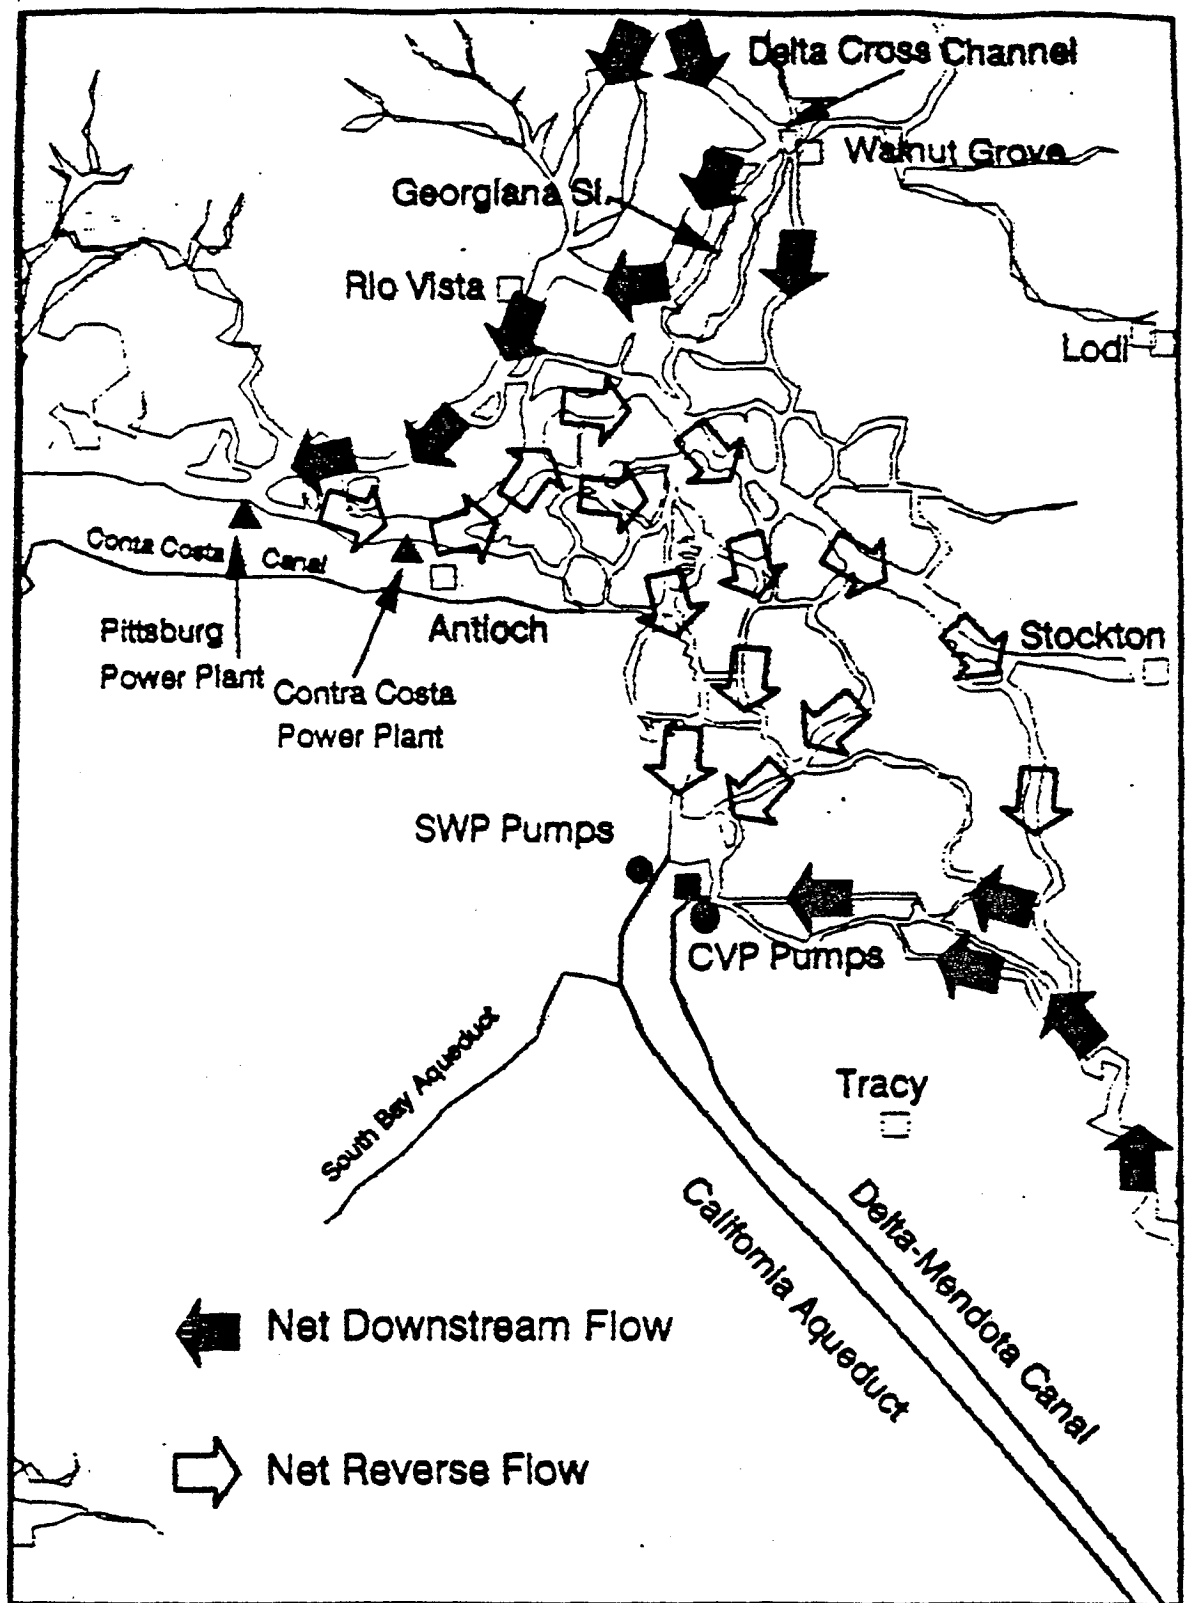 Delta Cross Channel
Walnut Grove
Georgiana Sl.
Rio Vista
Lodi
Conta Costa Canal
Pittsburg
Power Plant
Antioch
Contra Costa
Power Plant
Stockton
SWP Pumps
CVP Pumps
South Bay Aqueduct
Tracy
California Aqueduct
Delta-Mendota Canal
Net Downstream Flow
Net Reverse Flow